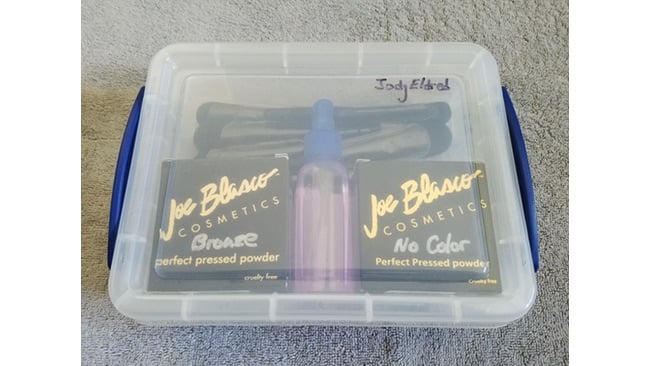 Jody Eldred
Joe Blasco
COSMETICS
Bronze
perfect pressed powder
cruelty free
Joe Blasco
COSMETICS
No Color
Perfect Pressed powder
cruelty free